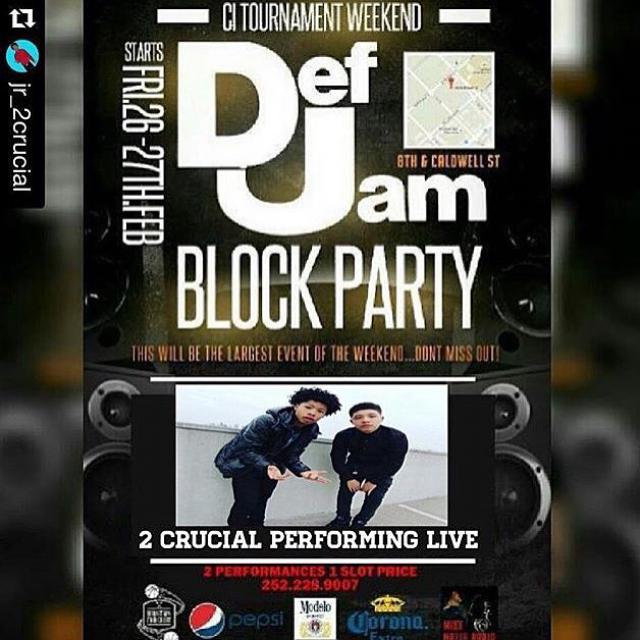 CI TOURNAMENT WEEKEND
jr_2crucial
STARTS
FRI.26-27TH.FEB
Def
Jam
8TH & CALDWELL ST
BLOCK PARTY
THIS WILL BE THE LARGEST EVENT OF THE WEEKEND...DONT MISS OUT!
2 CRUCIAL PERFORMING LIVE
2 PERFORMANCES 1 SLOT PRICE
252.229.9007
pepsi
Modelo
Corona
Extra